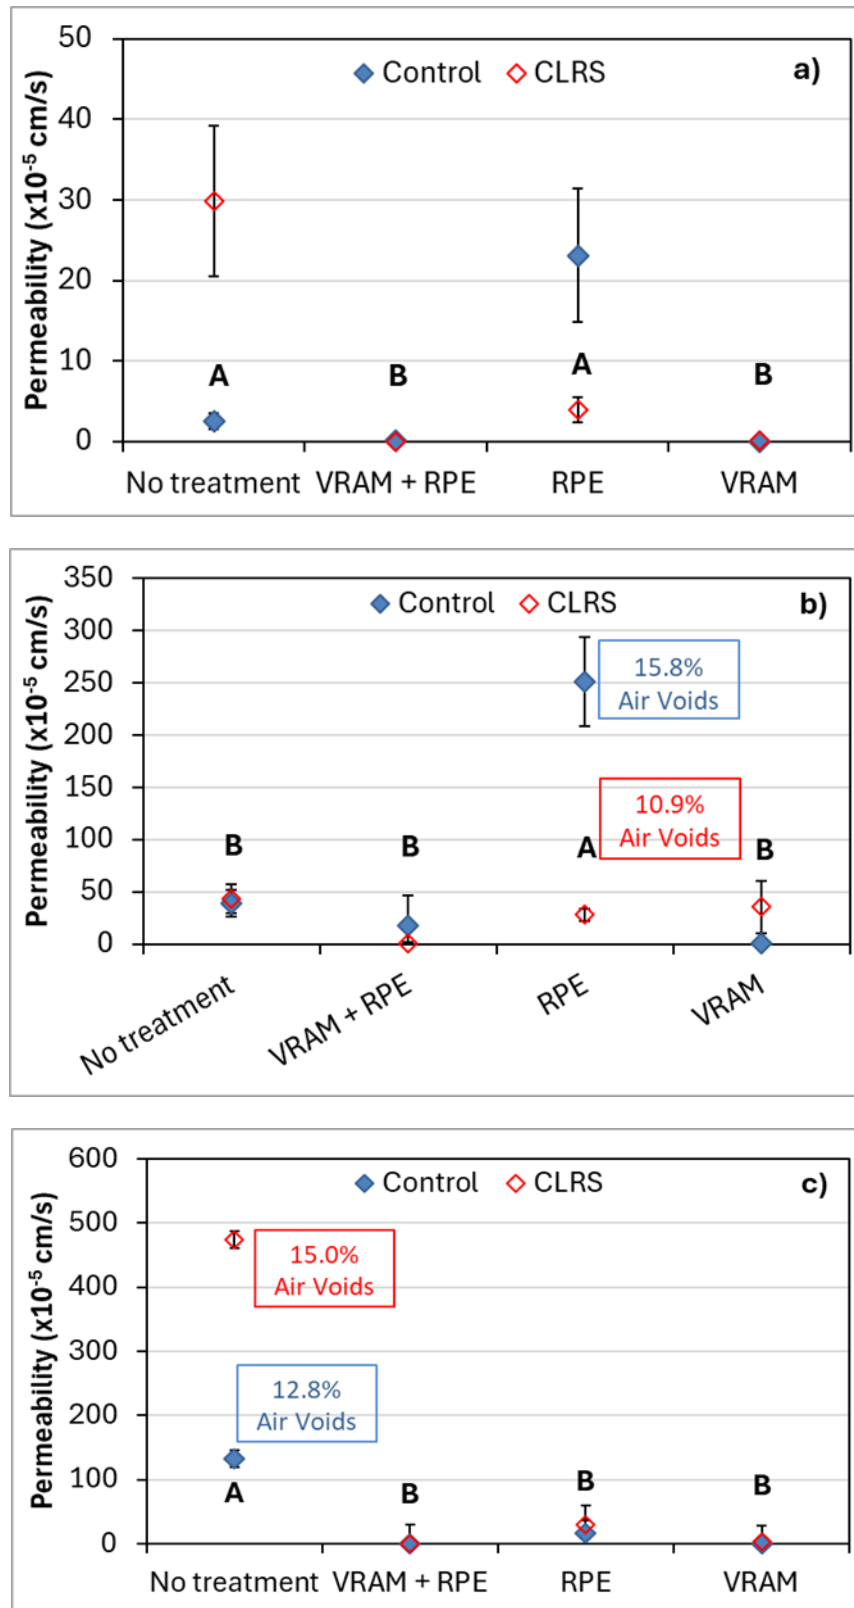 50
Control CLRS a)
40
30
20
10
0
Permeability (x10⁻⁵ cm/s)
A B A B
No treatment VRAM + RPE RPE VRAM
350
Control CLRS b)
300
250
200
150
100
50
0
Permeability (x10⁻⁵ cm/s)
15.8%
Air Voids
10.9%
Air Voids
B B A B
No treatment VRAM + RPE RPE VRAM
600
Control CLRS c)
500
400
300
200
100
0
Permeability (x10⁻⁵ cm/s)
15.0%
Air Voids
12.8%
Air Voids
A B B B
No treatment VRAM + RPE RPE VRAM